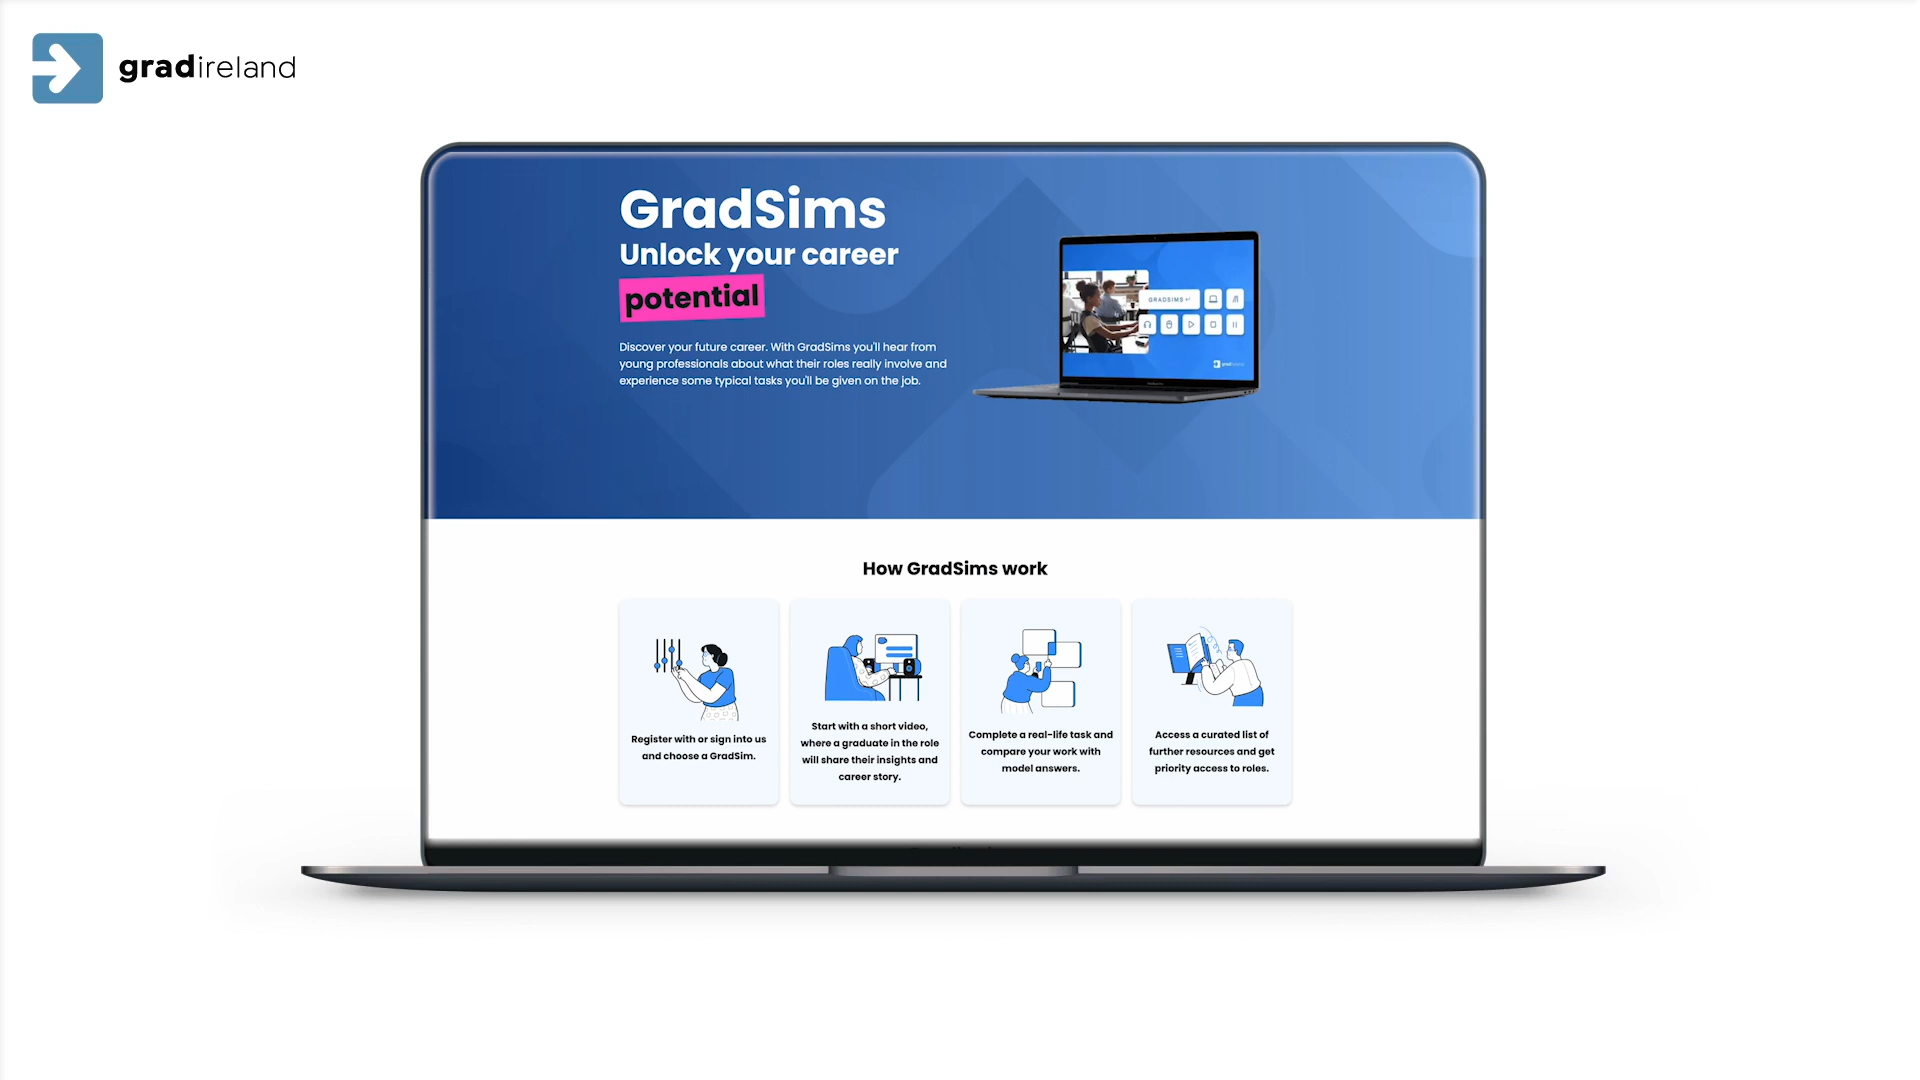 gradireland
GradSims
Unlock your career
potential
Discover your future career. With GradSims you'll hear from
young professionals about what their roles really involve and
experience some typical tasks you'll be given on the job.
GRADSIMS
gradireland
How GradSims work
Register with or sign into us
and choose a GradSim.
Start with a short video,
where a graduate in the role
will share their insights and
career story.
Complete a real-life task and
compare your work with
model answers.
Access a curated list of
further resources and get
priority access to roles.